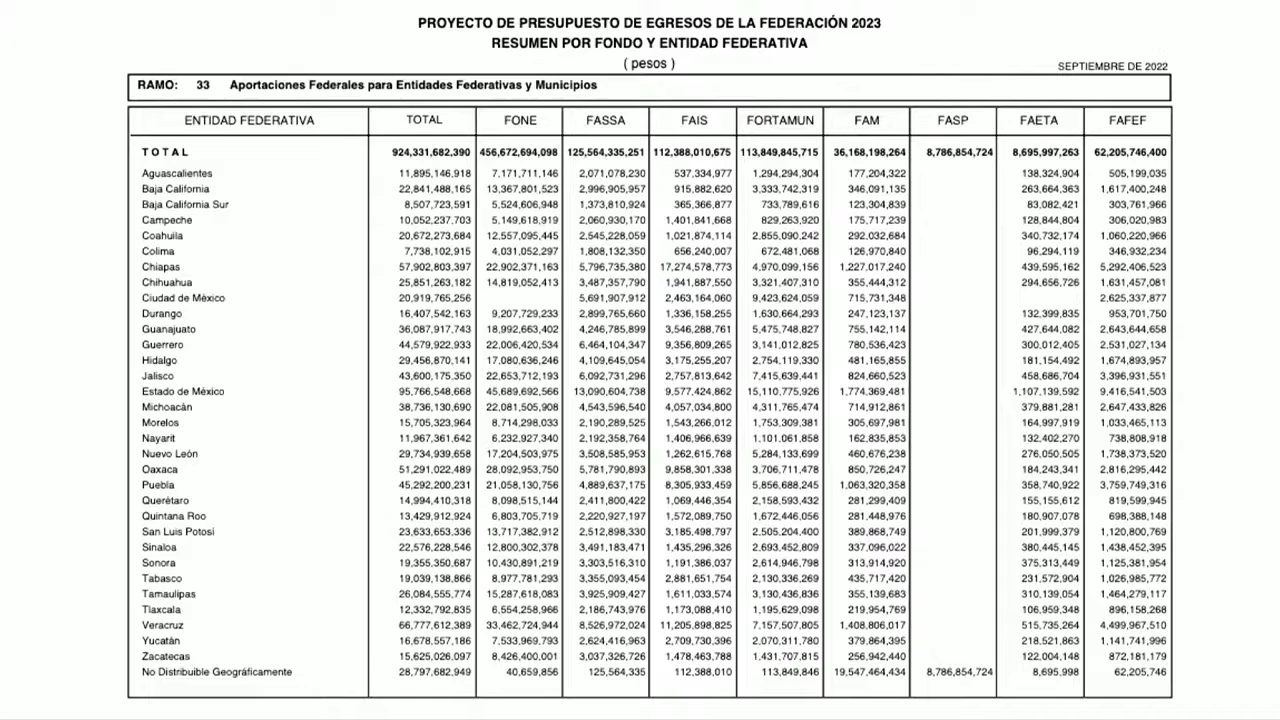 PROYECTO DE PRESUPUESTO DE EGRESOS DE LA FEDERACIÓN 2023
RESUMEN POR FONDO Y ENTIDAD FEDERATIVA
( pesos )
SEPTIEMBRE DE 2022
RAMO: 33 Aportaciones Federales para Entidades Federativas y Municipios
ENTIDAD FEDERATIVA TOTAL FONE FASSA FAIS FORTAMUN FAM FASP FAETA FAFEF
T O T A L 924,331,682,390 456,672,694,098 125,564,335,251 112,388,010,675 113,849,845,715 36,168,198,264 8,786,854,724 8,695,997,263 62,205,746,400
Aguascalientes 11,895,146,918 7,171,711,146 2,071,078,230 537,334,977 1,294,294,304 177,204,322 138,324,904 505,199,035
Baja California 22,841,488,165 13,367,801,523 2,996,905,957 915,882,620 3,332,742,319 346,091,135 263,664,363 1,617,400,248
Baja California Sur 8,507,723,591 5,524,606,948 1,373,810,924 365,366,877 733,789,616 123,304,839 83,082,421 303,761,966
Campeche 10,052,237,703 5,149,618,919 2,060,930,170 1,401,841,668 829,263,920 175,717,239 128,844,804 306,020,983
Coahuila 20,672,273,684 12,557,095,445 2,545,228,059 1,021,874,114 2,855,090,242 292,032,684 340,732,174 1,060,220,966
Colima 7,738,102,915 4,031,052,297 1,808,132,350 656,240,007 672,481,068 126,970,840 96,294,119 346,932,234
Chiapas 57,902,803,397 22,902,371,163 5,796,735,380 17,274,578,773 4,970,099,156 1,227,017,240 439,595,162 5,292,406,523
Chihuahua 25,851,263,182 14,819,052,413 3,487,357,790 1,941,887,550 3,321,407,310 355,444,312 294,656,726 1,631,457,081
Ciudad de México 20,919,765,256 5,691,907,912 2,463,164,060 9,423,624,059 715,731,348 2,625,337,877
Durango 16,407,542,163 9,207,729,233 2,899,765,660 1,336,158,255 1,630,664,293 247,123,137 132,399,835 953,701,750
Guanajuato 36,087,917,743 18,992,663,402 4,246,785,899 3,546,288,761 5,475,748,827 755,142,114 427,644,082 2,643,644,658
Guerrero 44,579,922,933 22,006,420,534 6,464,104,347 9,356,809,265 3,141,012,825 780,536,423 300,012,405 2,531,027,134
Hidalgo 29,456,870,141 17,080,636,246 4,109,645,054 3,175,255,207 2,754,119,330 481,165,855 181,154,492 1,674,893,957
Jalisco 43,600,175,350 22,653,712,193 6,092,731,296 2,757,813,642 7,415,639,441 824,660,523 458,686,704 3,396,931,551
Estado de México 95,766,548,668 45,689,692,566 13,090,604,738 9,577,424,862 15,110,775,926 1,774,369,481 1,107,139,592 9,416,541,503
Michoacán 38,736,130,690 22,081,505,908 4,543,596,540 4,057,034,800 4,311,765,474 714,912,861 379,881,281 2,647,433,826
Morelos 15,705,323,964 8,714,298,033 2,190,289,525 1,543,266,012 1,753,309,381 305,697,981 164,997,919 1,033,465,113
Nayarit 11,967,361,642 6,232,927,340 2,192,358,764 1,406,966,639 1,101,061,858 162,835,853 132,402,270 738,808,918
Nuevo León 29,734,939,658 17,204,503,975 3,508,585,953 1,262,615,768 5,284,133,699 460,676,238 276,050,505 1,738,373,520
Oaxaca 51,291,022,489 28,092,953,750 5,781,790,893 9,858,301,338 3,706,711,478 850,726,247 184,243,341 2,816,295,442
Puebla 45,292,200,231 21,058,130,756 4,889,637,175 8,305,933,459 5,856,688,245 1,063,320,358 358,740,922 3,759,749,316
Querétaro 14,994,410,318 8,098,515,144 2,411,800,422 1,069,446,354 2,158,593,432 281,299,409 155,155,612 819,599,945
Quintana Roo 13,429,912,924 6,803,705,719 2,220,927,197 1,572,089,750 1,672,446,056 281,448,976 180,907,078 698,388,148
San Luis Potosí 23,633,653,336 13,717,382,912 2,512,898,330 3,185,498,797 2,505,204,400 389,868,749 201,999,379 1,120,800,769
Sinaloa 22,576,228,546 12,800,302,378 3,491,183,471 1,435,296,326 2,693,452,809 337,096,022 380,445,145 1,438,452,395
Sonora 19,355,350,687 10,430,891,219 3,303,516,310 1,191,386,037 2,614,946,798 313,914,920 375,313,449 1,125,381,954
Tabasco 19,039,138,866 8,977,781,293 3,355,093,454 2,881,651,754 2,130,336,269 435,717,420 231,572,904 1,026,985,772
Tamaulipas 26,084,555,774 15,287,618,083 3,925,909,427 1,611,033,574 3,130,436,836 355,139,683 310,139,054 1,464,279,117
Tlaxcala 12,332,792,835 6,554,258,966 2,186,743,976 1,173,088,410 1,195,629,098 219,954,769 106,959,348 896,158,268
Veracruz 66,777,612,389 33,462,724,944 8,526,972,024 11,205,898,825 7,157,507,805 1,408,806,017 515,735,264 4,499,967,510
Yucatán 16,678,557,186 7,533,969,793 2,624,416,963 2,709,730,396 2,070,311,780 379,864,395 218,521,863 1,141,741,996
Zacatecas 15,625,026,097 8,426,400,001 3,037,326,726 1,478,463,788 1,431,707,815 256,942,440 122,004,148 872,181,179
No Distribuible Geográficamente 28,797,682,949 40,659,856 125,564,335 112,388,010 113,849,846 19,547,464,434 8,786,854,724 8,695,998 62,205,746